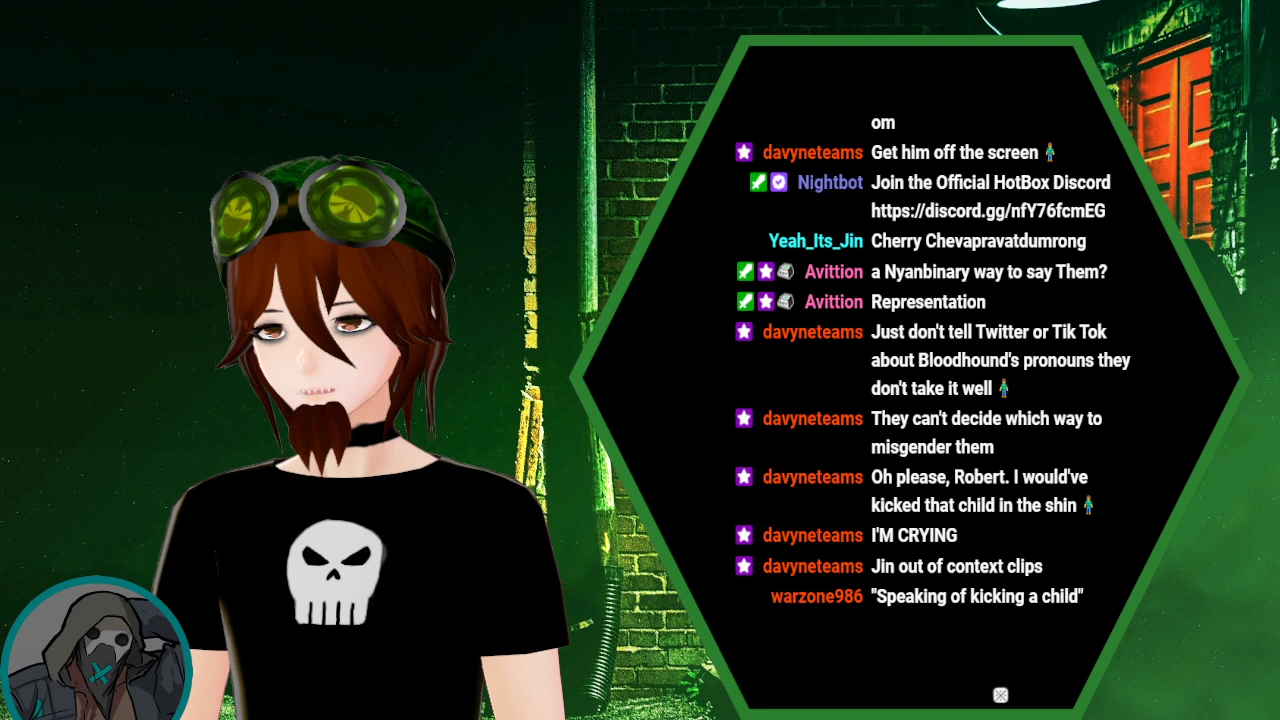 om
davyneteams Get him off the screen
Nightbot Join the Official HotBox Discord
https://discord.gg/nfY76fcmEG
Yeah_Its_Jin Cherry Chevapravatdumrong
Avittion a Nyanbinary way to say Them?
Avittion Representation
davyneteams Just don't tell Twitter or Tik Tok
about Bloodhound's pronouns they
don't take it well
davyneteams They can't decide which way to
misgender them
davyneteams Oh please, Robert. I would've
kicked that child in the shin
davyneteams I'M CRYING
davyneteams Jin out of context clips
warzone986 "Speaking of kicking a child"